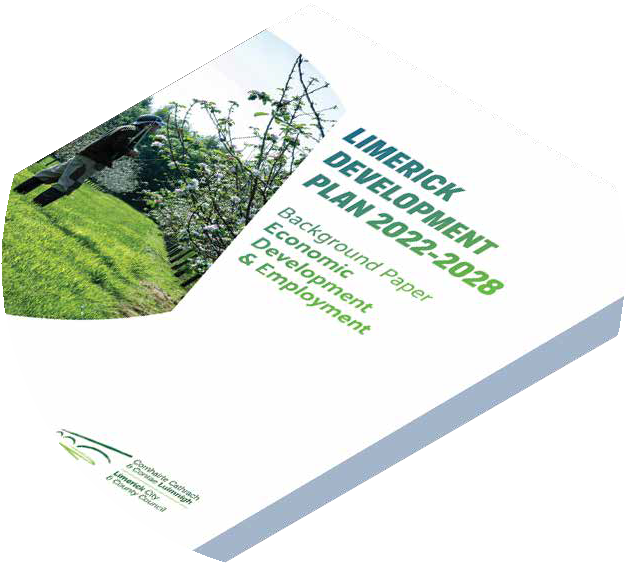 LIMERICK
DEVELOPMENT
PLAN 2022-2028
Background Paper
Economic
Development
& Employment
Comhairle Cathrach
& Contae Luimnigh
Limerick City
& County Council